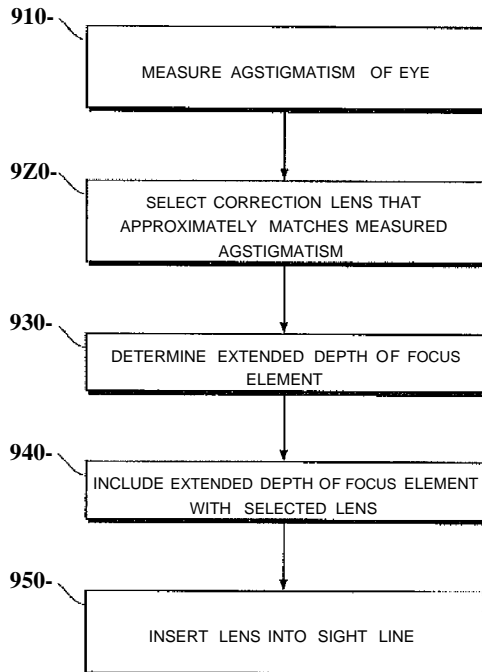 910-
MEASURE AGSTIGMATISM OF EYE
9Z0-
SELECT CORRECTION LENS THAT
APPROXIMATELY MATCHES MEASURED
AGSTIGMATISM
930-
DETERMINE EXTENDED DEPTH OF FOCUS
ELEMENT
940-
INCLUDE EXTENDED DEPTH OF FOCUS ELEMENT
WITH SELECTED LENS
950-
INSERT LENS INTO SIGHT LINE